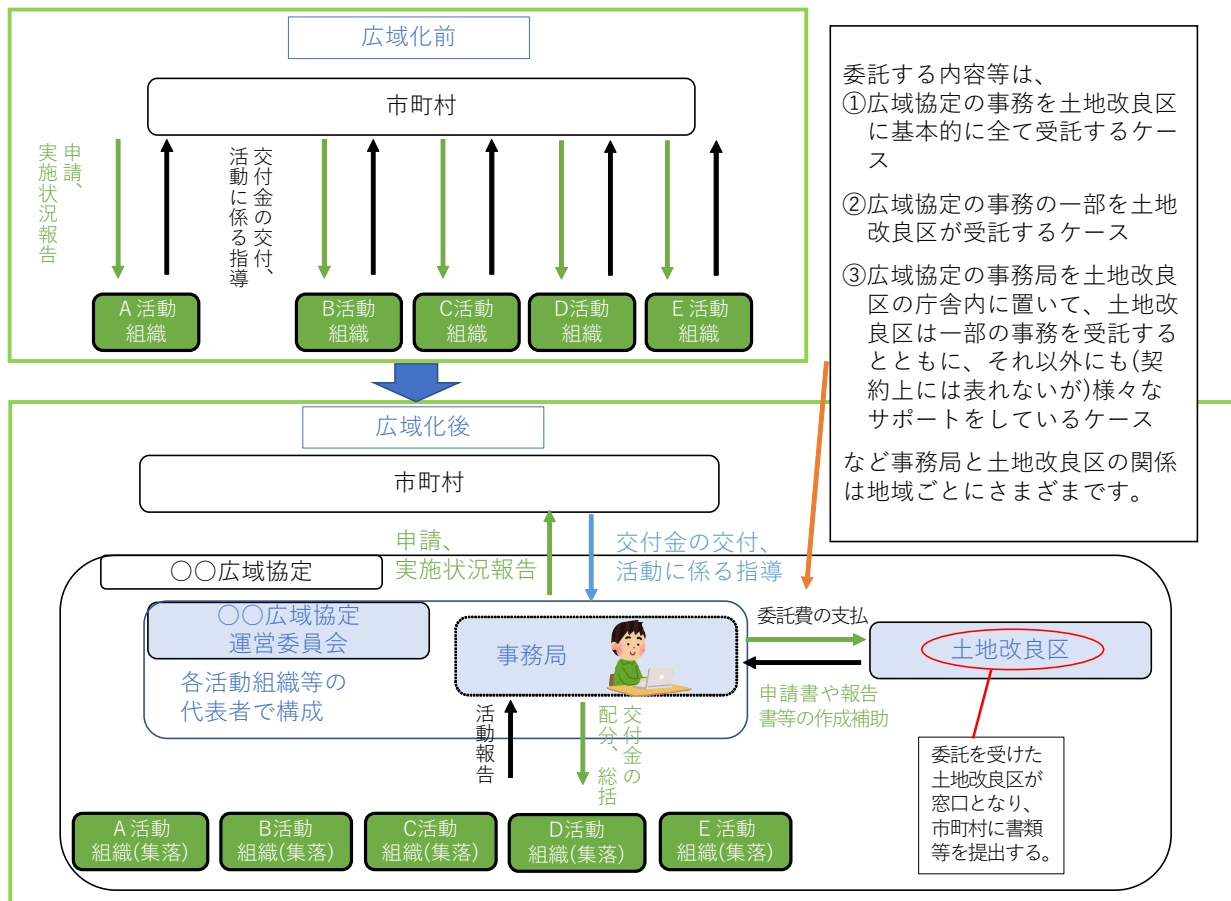 広域化前
市町村
申請、
実施状況報告
交付金の交付、
活動に係る指導
A 活動
組織
B活動
組織
C活動
組織
D活動
組織
E 活動
組織
委託する内容等は、
①広域協定の事務を土地改良区
に基本的に全て受託するケー
ス
②広域協定の事務の一部を土地
改良区が受託するケース
③広域協定の事務局を土地改良
区の庁舎内に置いて、土地改
良区は一部の事務を受託する
とともに、それ以外にも(契
約上には表れないが)様々な
サポートをしているケース
など事務局と土地改良区の関係
は地域ごとにさまざまです。
広域化後
市町村
申請、
実施状況報告
交付金の交付、
活動に係る指導
〇〇広域協定
〇〇広域協定
運営委員会
各活動組織等の
代表者で構成
事務局
委託費の支払
土地改良区
申請書や報告
書等の作成補助
活動報告
交付金の
配分、総括
委託を受けた
土地改良区が
窓口となり、
市町村に書類
等を提出する。
A 活動
組織(集落)
B活動
組織(集落)
C活動
組織(集落)
D活動
組織(集落)
E 活動
組織(集落)